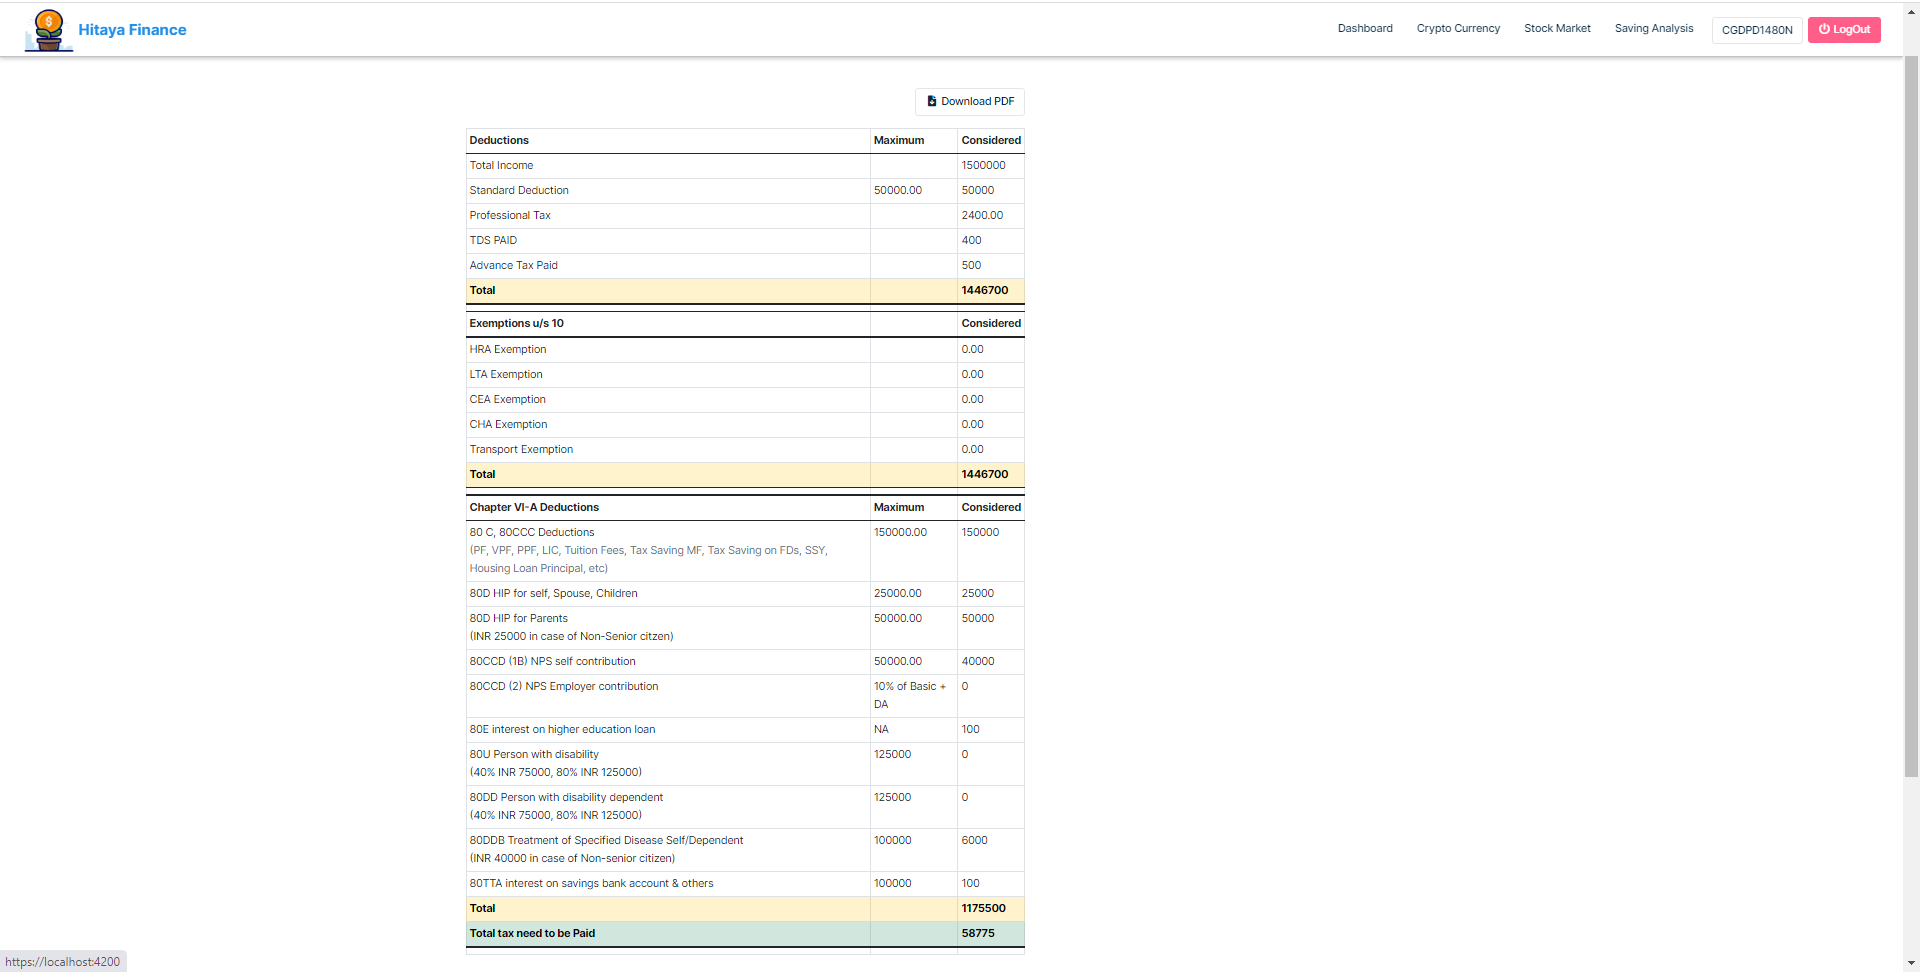 Hitaya Finance
Dashboard Crypto Currency Stock Market Saving Analysis CGDPD1480N LogOut
Download PDF
Deductions Maximum Considered
Total Income 1500000
Standard Deduction 50000.00 50000
Professional Tax 2400.00
TDS PAID 400
Advance Tax Paid 500
Total 1446700
Exemptions u/s 10 Considered
HRA Exemption 0.00
LTA Exemption 0.00
CEA Exemption 0.00
CHA Exemption 0.00
Transport Exemption 0.00
Total 1446700
Chapter VI-A Deductions Maximum Considered
80 C, 80CCC Deductions 150000.00 150000
(PF, VPF, PPF, LIC, Tuition Fees, Tax Saving MF, Tax Saving on FDs, SSY,
Housing Loan Principal, etc)
80D HIP for self, Spouse, Children 25000.00 25000
80D HIP for Parents 50000.00 50000
(INR 25000 in case of Non-Senior citzen)
80CCD (1B) NPS self contribution 50000.00 40000
80CCD (2) NPS Employer contribution 10% of Basic + 0
DA
80E interest on higher education loan NA 100
80U Person with disability 125000 0
(40% INR 75000, 80% INR 125000)
80DD Person with disability dependent 125000 0
(40% INR 75000, 80% INR 125000)
80DDB Treatment of Specified Disease Self/Dependent 100000 6000
(INR 40000 in case of Non-senior citizen)
80TTA interest on savings bank account & others 100000 100
Total 1175500
Total tax need to be Paid 58775
https://localhost:4200